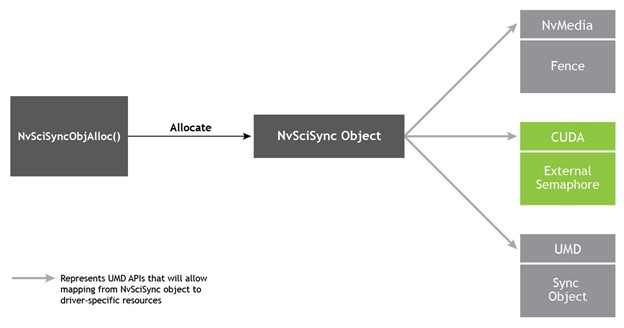 NvSciSyncObjAlloc()
Allocate
NvSciSync Object
NvMedia
Fence
CUDA
External
Semaphore
UMD
Sync
Object
Represents UMD APIs that will allow
mapping from NvSciSync object to
driver-specific resources